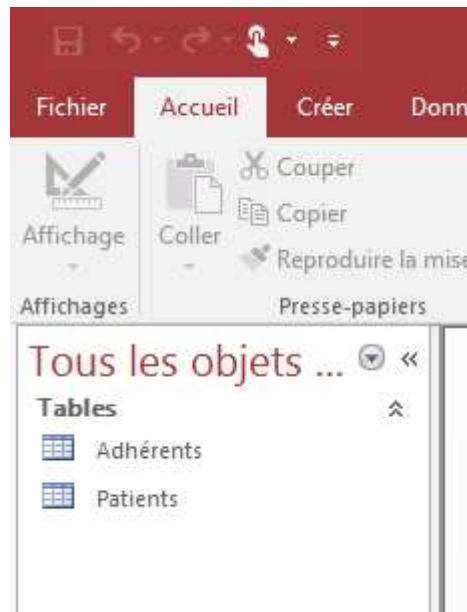 Fichier Accueil Créer Donn
Affichage Coller Couper
Copier
Reproduire la mise
Affichages Presse-papiers
Tous les objets ...
Tables
Adhérents
Patients